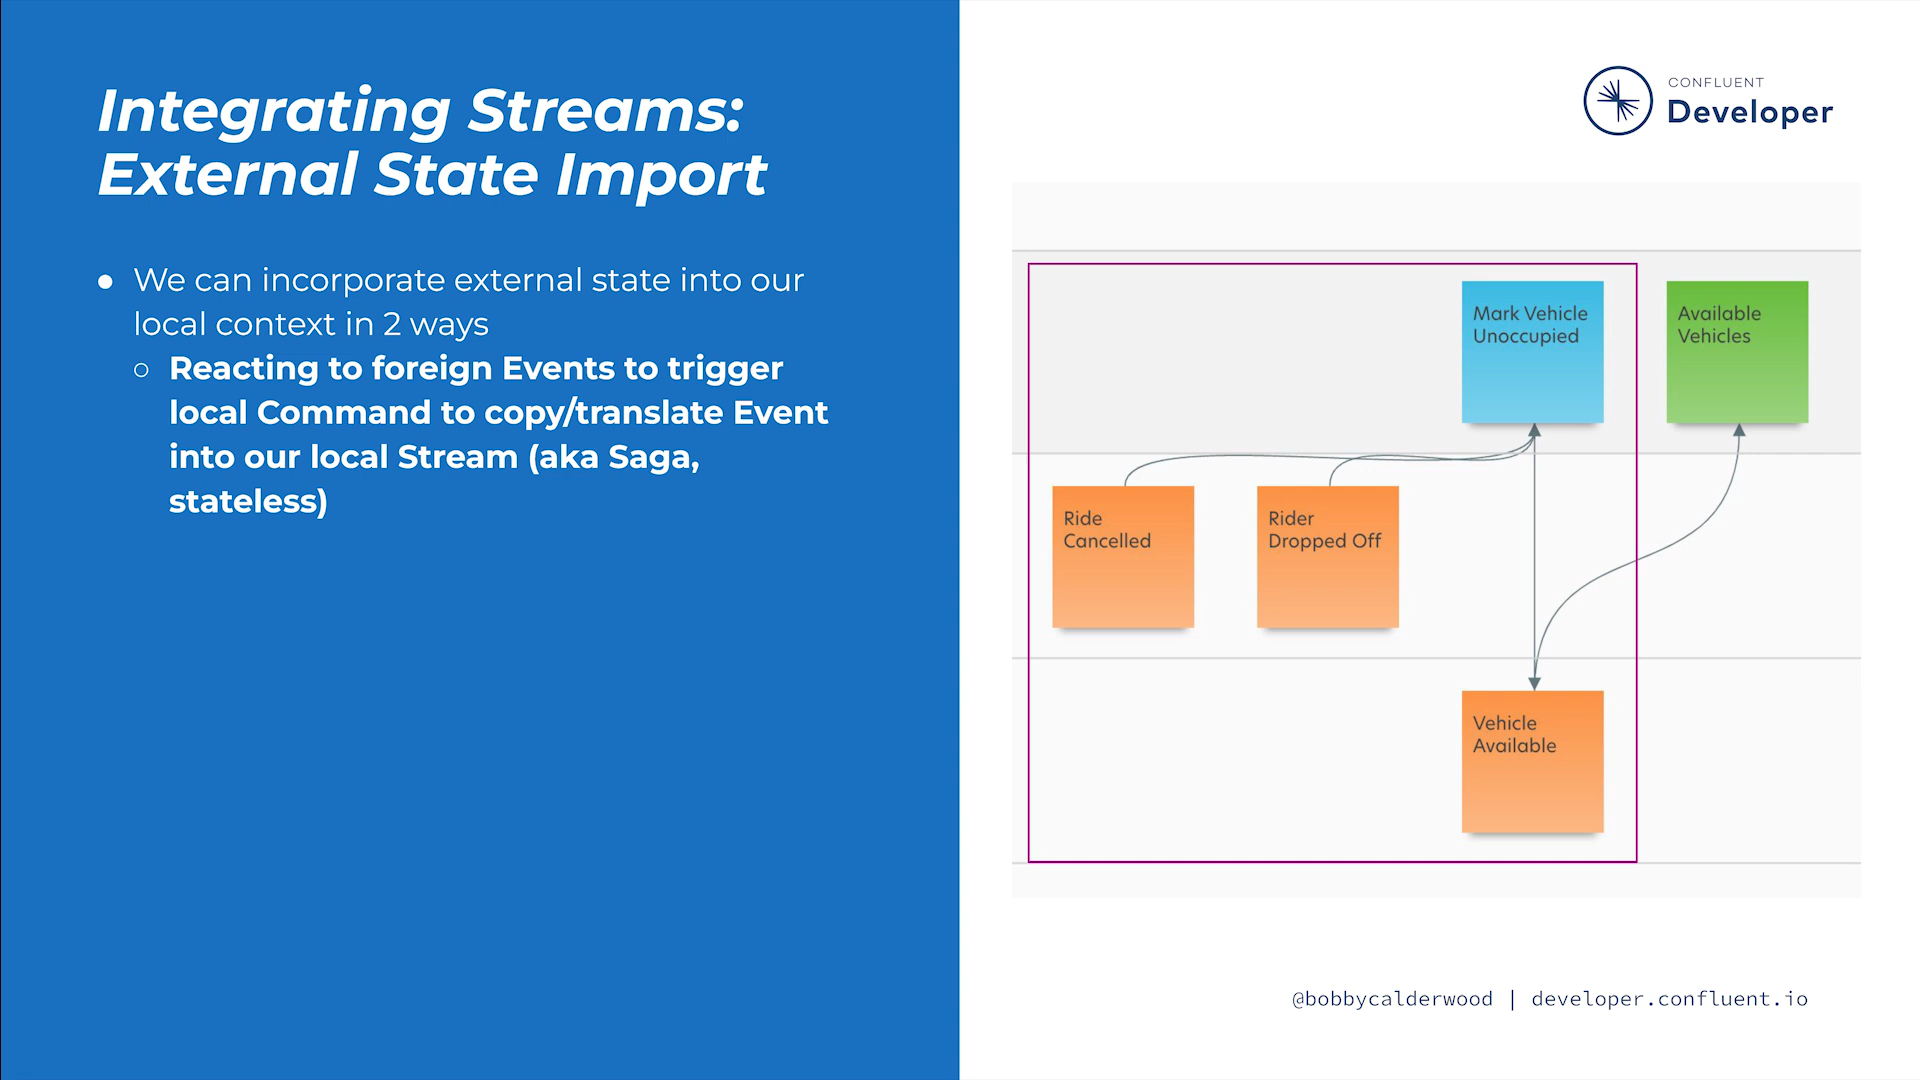 Integrating Streams:
External State Import
● We can incorporate external state into our
local context in 2 ways
○ Reacting to foreign Events to trigger
local Command to copy/translate Event
into our local Stream (aka Saga,
stateless)
CONFLUENT
Developer
Mark Vehicle
Unoccupied
Available
Vehicles
Ride
Cancelled
Rider
Dropped Off
Vehicle
Available
@bobbycalderwood | developer.confluent.io